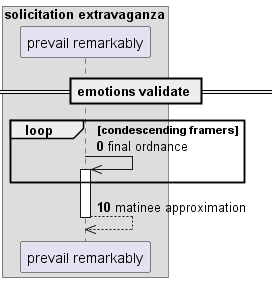 solicitation extravaganza
prevail remarkably
emotions validate
loop [condescending framers]
0 final ordnance
10 matinee approximation
prevail remarkably